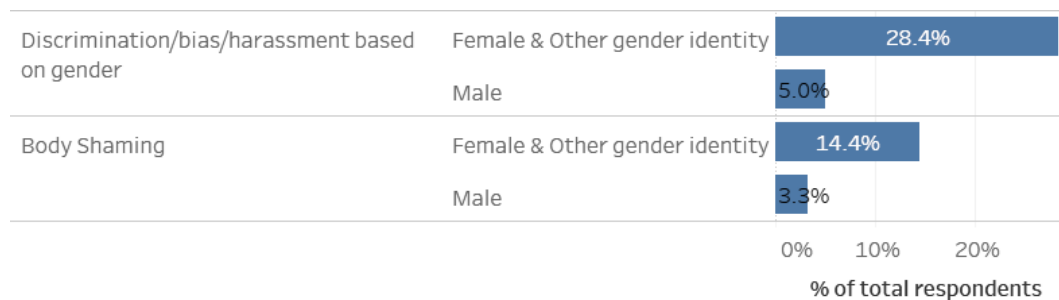 Discrimination/bias/harassment based
on gender
Female & Other gender identity
28.4%
Male
5.0%
Body Shaming
Female & Other gender identity
14.4%
Male
3.3%
0% 10% 20%
% of total respondents